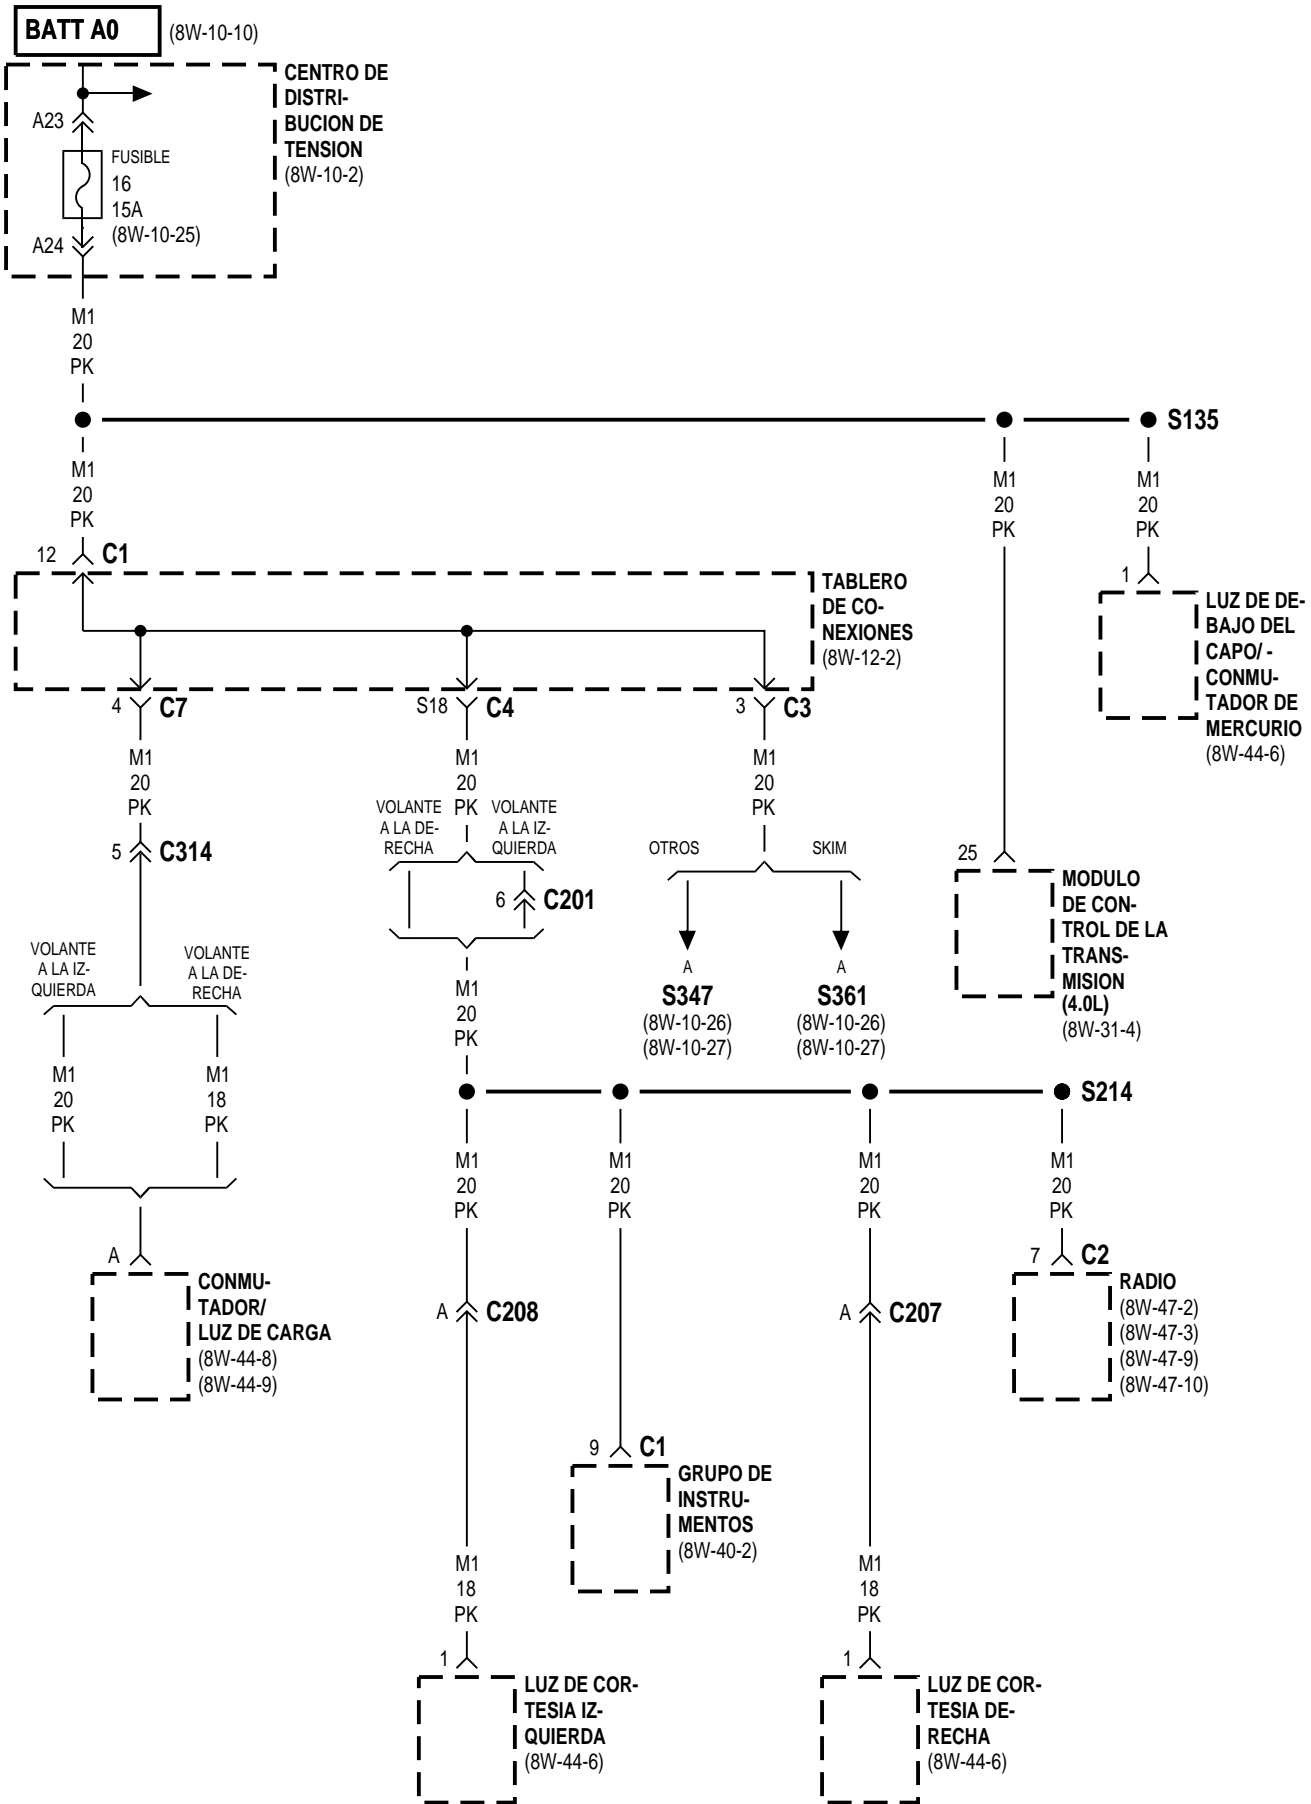 BATT A0 (8W-10-10)
CENTRO DE
DISTRI-
BUCION DE
TENSION
(8W-10-2)
A23
FUSIBLE
16
15A
(8W-10-25)
A24
M1
20
PK
S135
M1
20
PK
M1
20
PK
M1
20
PK
12 C1
TABLERO
DE CO-
NEXIONES
(8W-12-2)
1
LUZ DE DE-
BAJO DEL
CAPO/ -
CONMU-
TADOR DE
MERCURIO
(8W-44-6)
4 C7
S18 C4
3 C3
M1
20
PK
M1
20
PK
M1
20
PK
VOLANTE
A LA DE-
RECHA
VOLANTE
A LA IZ-
QUIERDA
5 C314
6 C201
OTROS
SKIM
A
S347
(8W-10-26)
(8W-10-27)
A
S361
(8W-10-26)
(8W-10-27)
25
MODULO
DE CON-
TROL DE LA
TRANS-
MISION
(4.0L)
(8W-31-4)
VOLANTE
A LA IZ-
QUIERDA
VOLANTE
A LA DE-
RECHA
M1
20
PK
M1
18
PK
M1
20
PK
S214
M1
20
PK
M1
20
PK
M1
20
PK
M1
20
PK
A
CONMU-
TADOR/
LUZ DE CARGA
(8W-44-8)
(8W-44-9)
A C208
A C207
7 C2
RADIO
(8W-47-2)
(8W-47-3)
(8W-47-9)
(8W-47-10)
9 C1
GRUPO DE
INSTRU-
MENTOS
(8W-40-2)
M1
18
PK
M1
18
PK
1
LUZ DE COR-
TESIA IZ-
QUIERDA
(8W-44-6)
1
LUZ DE COR-
TESIA DE-
RECHA
(8W-44-6)